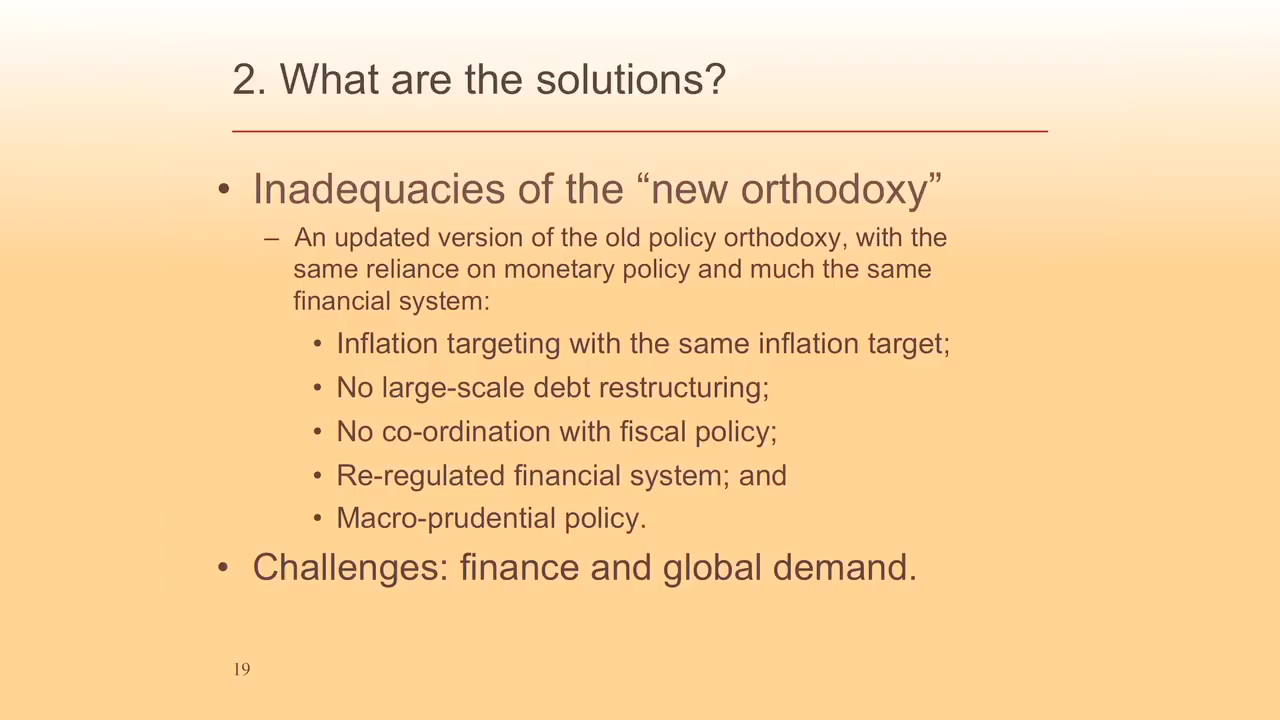 2. What are the solutions?
• Inadequacies of the “new orthodoxy”
– An updated version of the old policy orthodoxy, with the
same reliance on monetary policy and much the same
financial system:
• Inflation targeting with the same inflation target;
• No large-scale debt restructuring;
• No co-ordination with fiscal policy;
• Re-regulated financial system; and
• Macro-prudential policy.
• Challenges: finance and global demand.
19